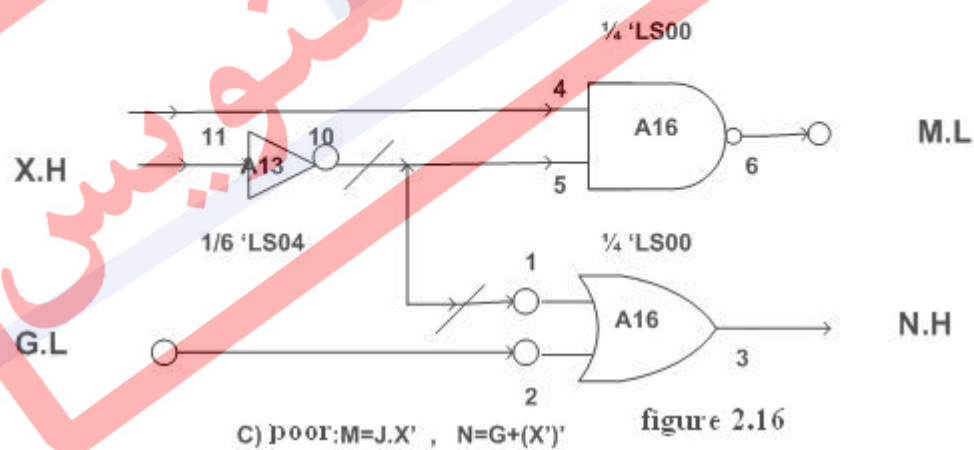 ¼ ‘LS00
4
A16
M.L
11
10
X.H
A13
6
5
1/6 ‘LS04
¼ ‘LS00
1
A16
N.H
G.L
3
2
figure 2.16
C) poor:M=J.X’ , N=G+(X’)’